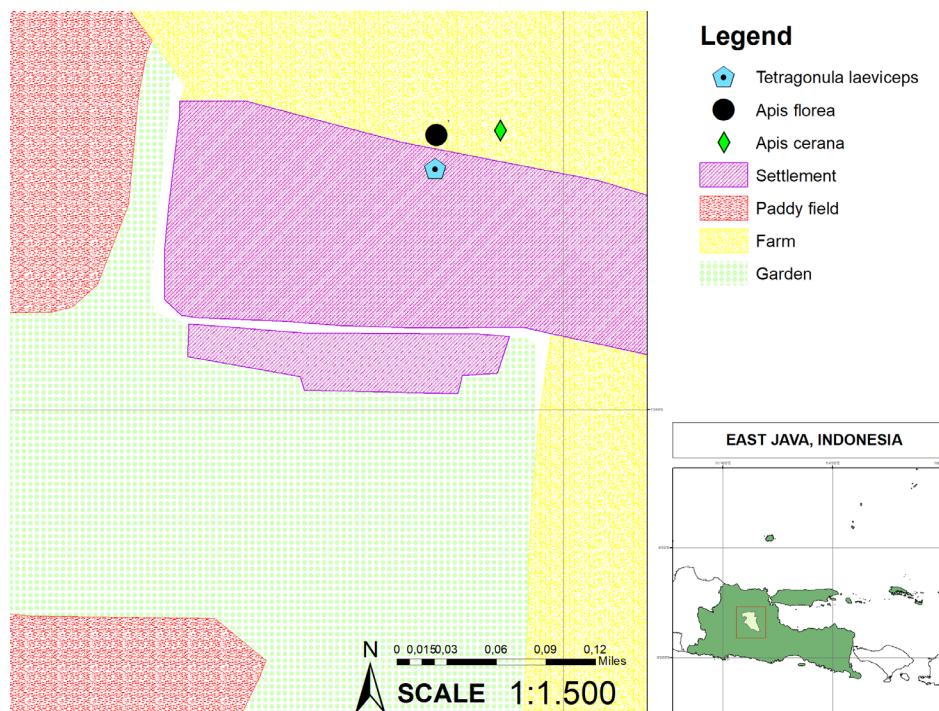 Legend
Tetragonula laeviceps
Apis florea
Apis cerana
Settlement
Paddy field
Farm
Garden
EAST JAVA, INDONESIA
N
0 0,015 0,03 0,06 0,09 0,12
Miles
SCALE 1:1.500